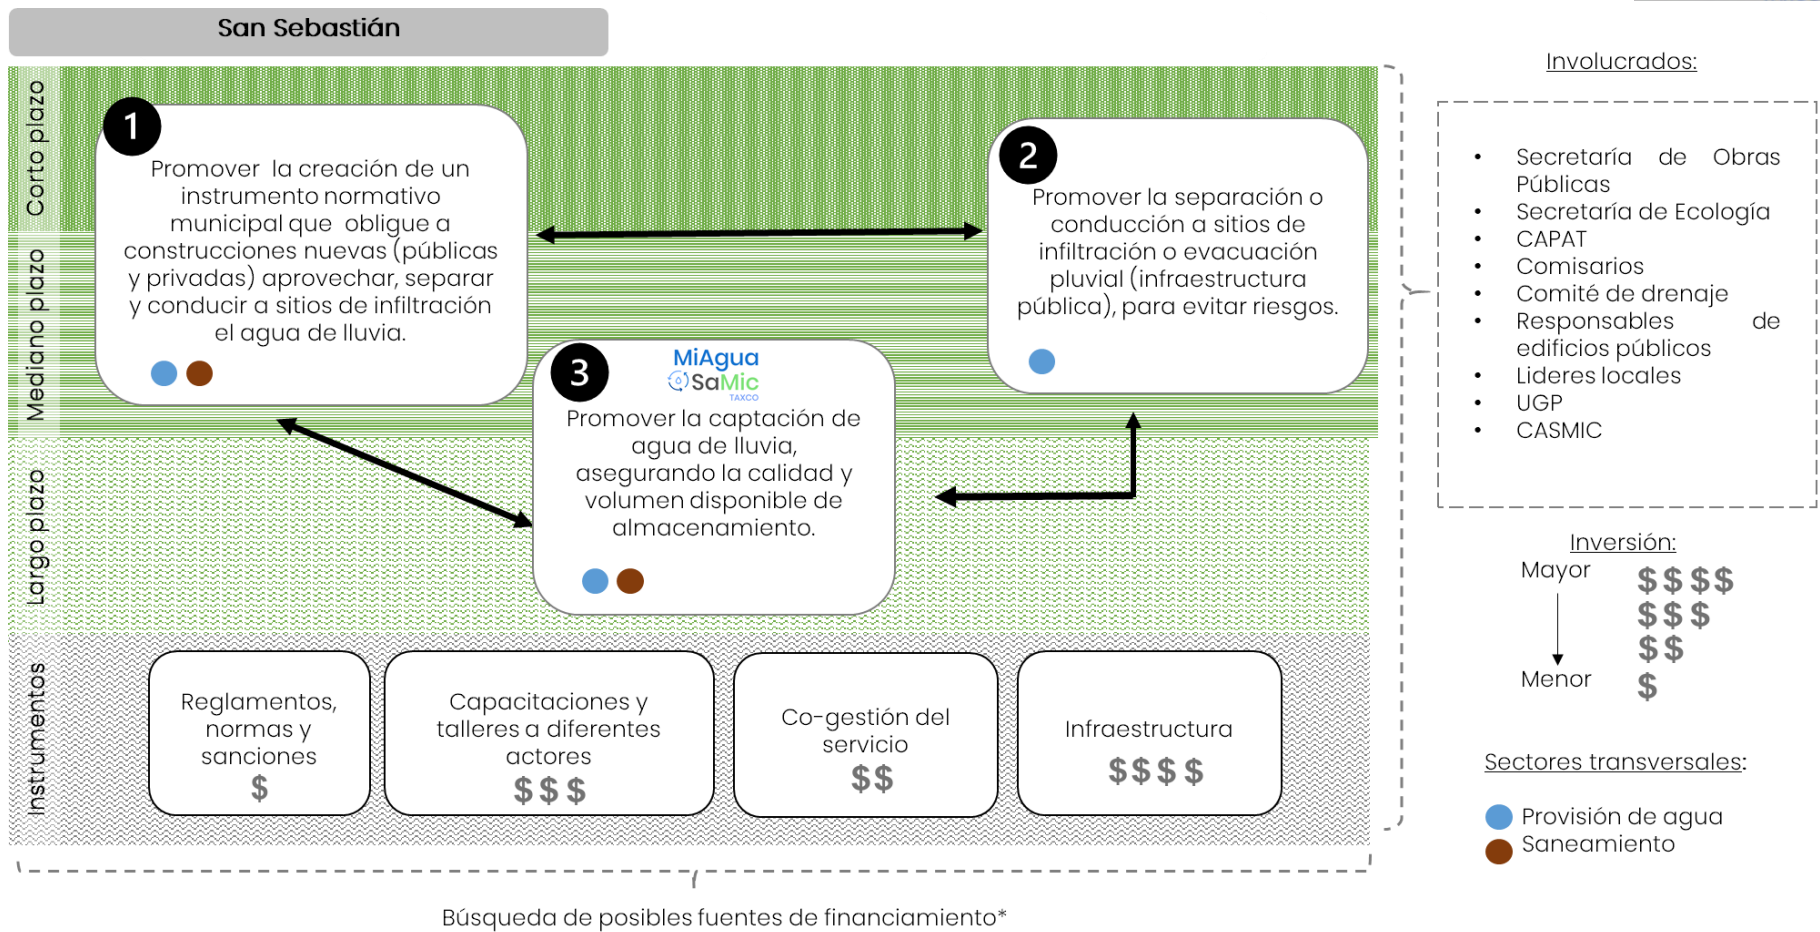 San Sebastián
Corto plazo
Mediano plazo
Largo plazo
Instrumentos
1
Promover la creación de un
instrumento normativo
municipal que obligue a
construcciones nuevas (públicas
y privadas) aprovechar, separar
y conducir a sitios de infiltración
el agua de lluvia.
2
Promover la separación o
conducción a sitios de
infiltración o evacuación
pluvial (infraestructura
pública), para evitar riesgos.
3
MiAgua
SaMic
TAXCO
Promover la captación de
agua de lluvia,
asegurando la calidad y
volumen disponible de
almacenamiento.
Reglamentos,
normas y
sanciones
$
Capacitaciones y
talleres a diferentes
actores
$$$
Co-gestión del
servicio
$$
Infraestructura
$$$$
Búsqueda de posibles fuentes de financiamiento*
Involucrados:
• Secretaría de Obras
Públicas
• Secretaría de Ecología
• CAPAT
• Comisarios
• Comité de drenaje
• Responsables de
edificios públicos
• Lideres locales
• UGP
• CASMIC
Inversión:
Mayor $$$$
$$$
$$
Menor $
Sectores transversales:
Provisión de agua
Saneamiento